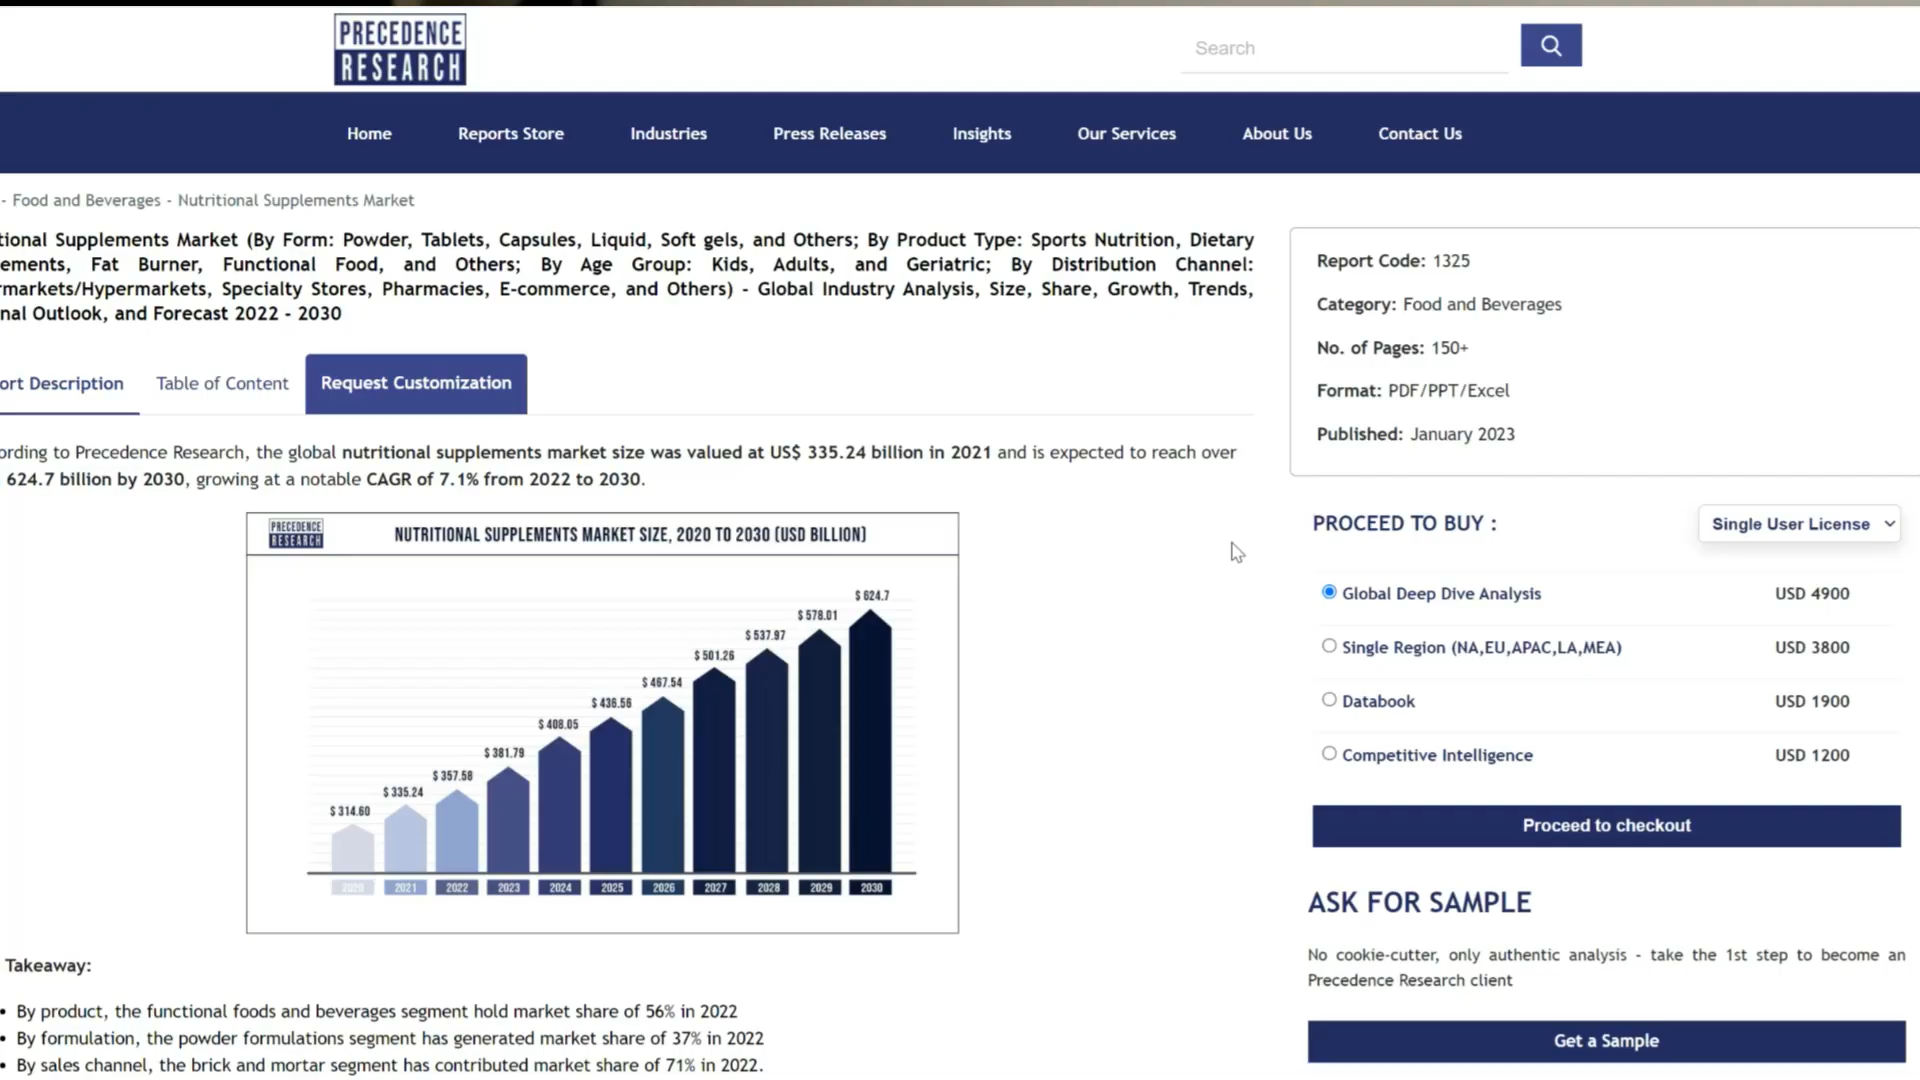 PRECEDENCE
RESEARCH
Search
Home
Reports Store
Industries
Press Releases
Insights
Our Services
About Us
Contact Us
- Food and Beverages - Nutritional Supplements Market
tional Supplements Market (By Form: Powder, Tablets, Capsules, Liquid, Soft gels, and Others; By Product Type: Sports Nutrition, Dietary
ements, Fat Burner, Functional Food, and Others; By Age Group: Kids, Adults, and Geriatric; By Distribution Channel:
rmarkets/Hypermarkets, Specialty Stores, Pharmacies, E-commerce, and Others) - Global Industry Analysis, Size, Share, Growth, Trends,
nal Outlook, and Forecast 2022 - 2030
ort Description
Table of Content
Request Customization
ording to Precedence Research, the global nutritional supplements market size was valued at US$ 335.24 billion in 2021 and is expected to reach over
624.7 billion by 2030, growing at a notable CAGR of 7.1% from 2022 to 2030.
PRECEDENCE
RESEARCH
NUTRITIONAL SUPPLEMENTS MARKET SIZE, 2020 TO 2030 (USD BILLION)
$ 314.60
$ 335.24
$ 357.58
$ 381.79
$ 408.05
$ 436.56
$ 467.54
$ 501.26
$ 537.97
$ 578.01
$ 624.7
2020
2021
2022
2023
2024
2025
2026
2027
2028
2029
2030
Takeaway:
• By product, the functional foods and beverages segment hold market share of 56% in 2022
• By formulation, the powder formulations segment has generated market share of 37% in 2022
• By sales channel, the brick and mortar segment has contributed market share of 71% in 2022.
Report Code: 1325
Category: Food and Beverages
No. of Pages: 150+
Format: PDF/PPT/Excel
Published: January 2023
PROCEED TO BUY :
Single User License
Global Deep Dive Analysis USD 4900
Single Region (NA,EU,APAC,LA,MEA) USD 3800
Databook USD 1900
Competitive Intelligence USD 1200
Proceed to checkout
ASK FOR SAMPLE
No cookie-cutter, only authentic analysis - take the 1st step to become an
Precedence Research client
Get a Sample